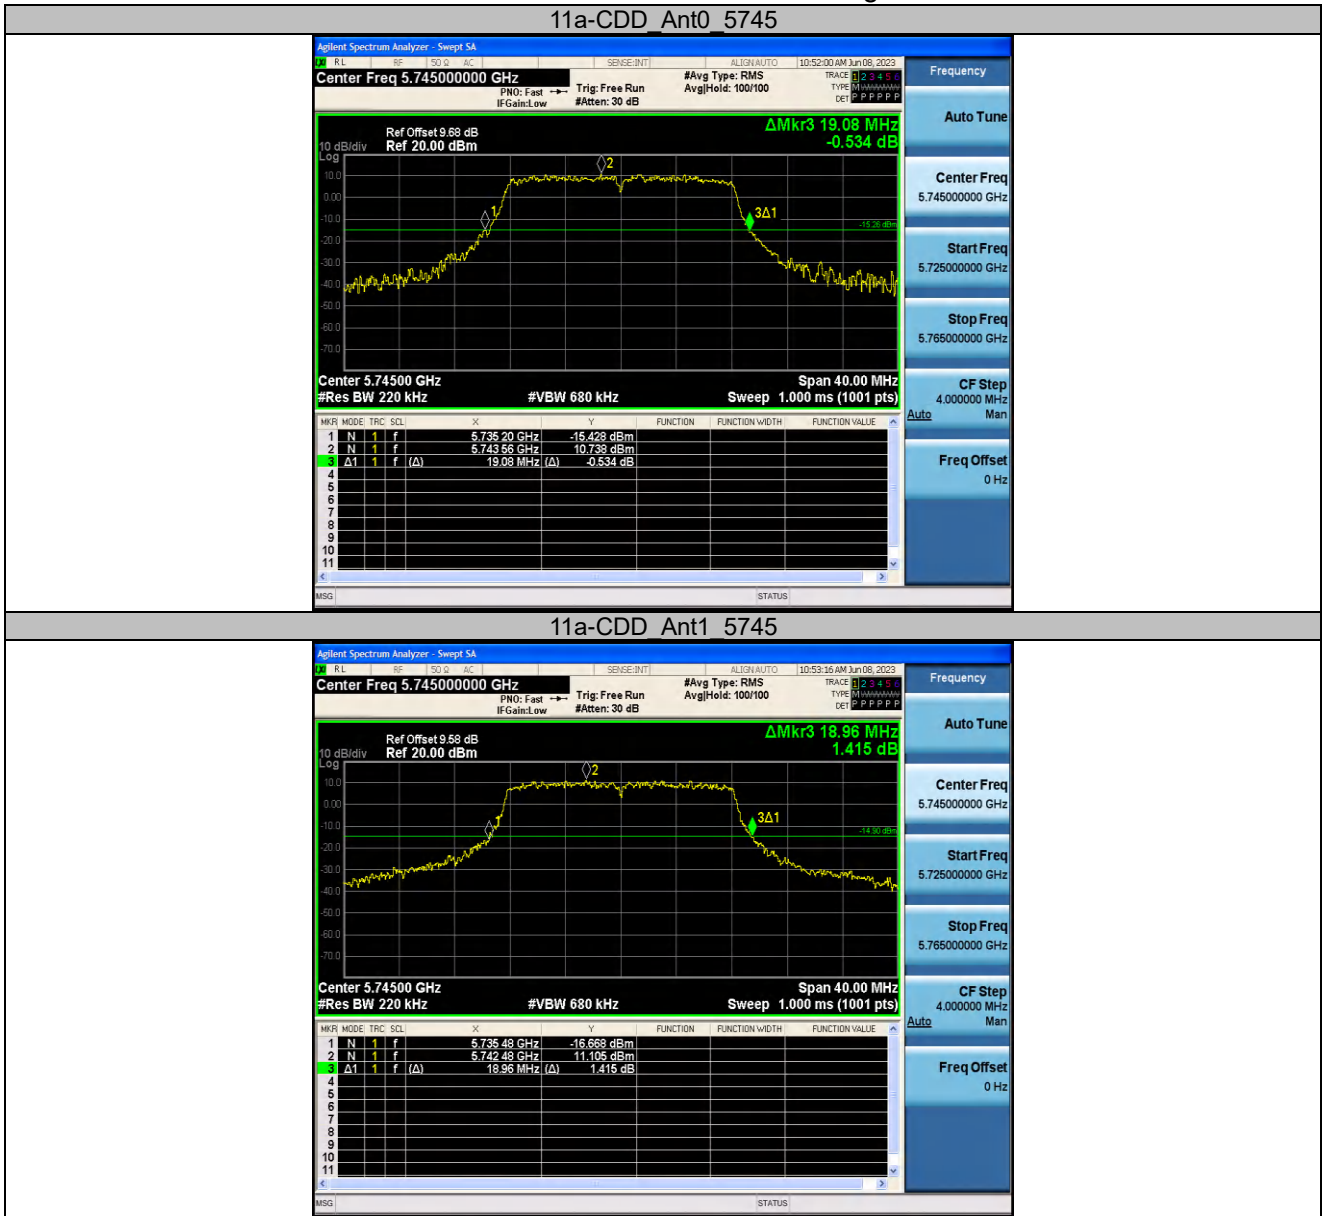 11a-CDD_Ant0_5745
Agilent Spectrum Analyzer - Swept SA
RL RF 50 Ω AC SENSE:INT ALIGN AUTO 10:52:00 AM Jun 08, 2023
Center Freq 5.745000000 GHz #Avg Type: RMS TRACE 1 2 3 4 5 6
PNO: Fast Trig: Free Run Avg|Hold: 100/100 TYPE M
IFGain:Low #Atten: 30 dB DET P P P P P P
Frequency
Auto Tune
Center Freq
5.745000000 GHz
Start Freq
5.725000000 GHz
Stop Freq
5.765000000 GHz
CF Step
4.000000 MHz
Auto Man
Freq Offset
0 Hz
ΔMkr3 19.08 MHz
-0.534 dB
Ref Offset 9.68 dB
10 dB/div Ref 20.00 dBm
Log
10.0
0.00
-10.0
-20.0
-30.0
-40.0
-50.0
-60.0
-70.0
1
2
3Δ1
-15.26 dBm
Center 5.74500 GHz Span 40.00 MHz
#Res BW 220 kHz #VBW 680 kHz Sweep 1.000 ms (1001 pts)
MKR MODE TRC SCL X Y FUNCTION FUNCTION WIDTH FUNCTION VALUE
1 N 1 f 5.735 20 GHz -15.428 dBm
2 N 1 f 5.743 56 GHz 10.738 dBm
3 Δ1 1 f (Δ) 19.08 MHz (Δ) -0.534 dB
4
5
6
7
8
9
10
11
MSG STATUS
11a-CDD_Ant1_5745
Agilent Spectrum Analyzer - Swept SA
RL RF 50 Ω AC SENSE:INT ALIGN AUTO 10:53:16 AM Jun 08, 2023
Center Freq 5.745000000 GHz #Avg Type: RMS TRACE 1 2 3 4 5 6
PNO: Fast Trig: Free Run Avg|Hold: 100/100 TYPE M
IFGain:Low #Atten: 30 dB DET P P P P P P
Frequency
Auto Tune
Center Freq
5.745000000 GHz
Start Freq
5.725000000 GHz
Stop Freq
5.765000000 GHz
CF Step
4.000000 MHz
Auto Man
Freq Offset
0 Hz
ΔMkr3 18.96 MHz
1.415 dB
Ref Offset 9.58 dB
10 dB/div Ref 20.00 dBm
Log
10.0
0.00
-10.0
-20.0
-30.0
-40.0
-50.0
-60.0
-70.0
1
2
3Δ1
-14.90 dBm
Center 5.74500 GHz Span 40.00 MHz
#Res BW 220 kHz #VBW 680 kHz Sweep 1.000 ms (1001 pts)
MKR MODE TRC SCL X Y FUNCTION FUNCTION WIDTH FUNCTION VALUE
1 N 1 f 5.735 48 GHz -16.668 dBm
2 N 1 f 5.742 48 GHz 11.105 dBm
3 Δ1 1 f (Δ) 18.96 MHz (Δ) 1.415 dB
4
5
6
7
8
9
10
11
MSG STATUS